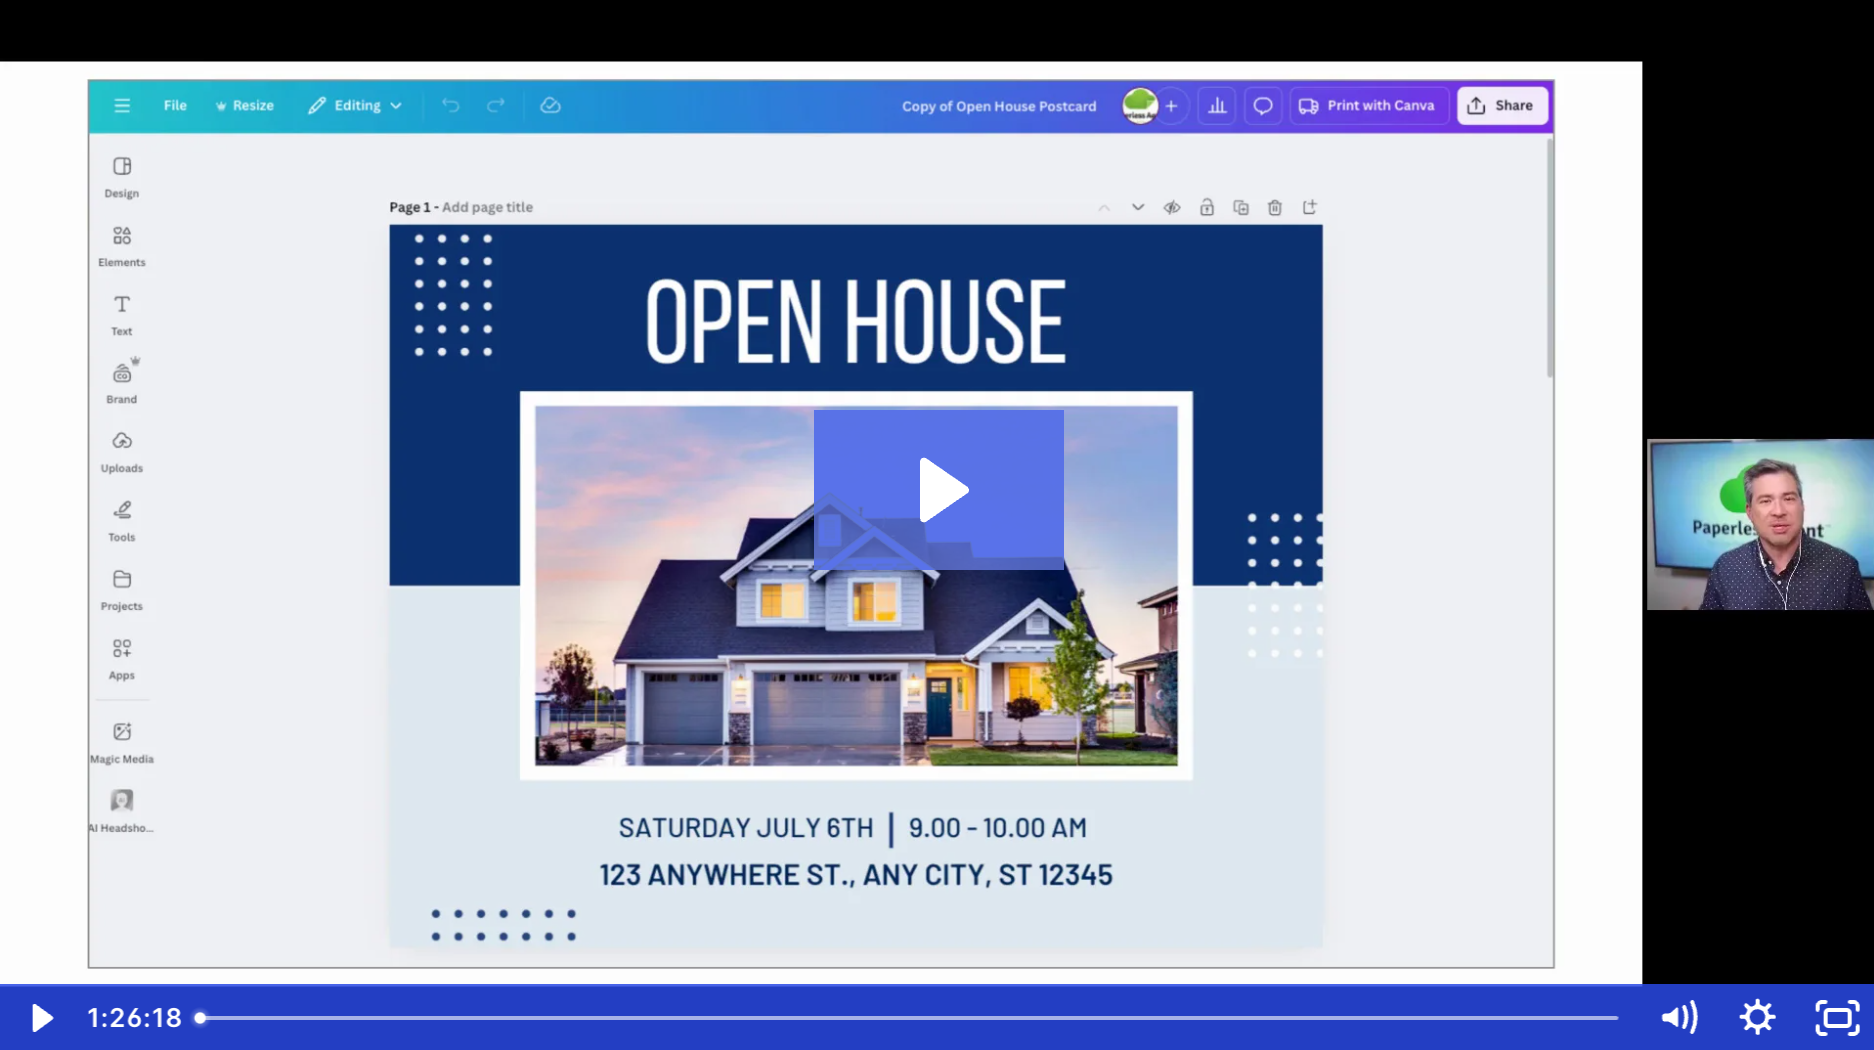 File Resize Editing Copy of Open House Postcard Print with Canva Share
Design
Elements
Text
Brand
Uploads
Tools
Projects
Apps
Magic Media
AI Headsho...
Page 1 - Add page title
OPEN HOUSE
SATURDAY JULY 6TH | 9.00 - 10.00 AM
123 ANYWHERE ST., ANY CITY, ST 12345
1:26:18